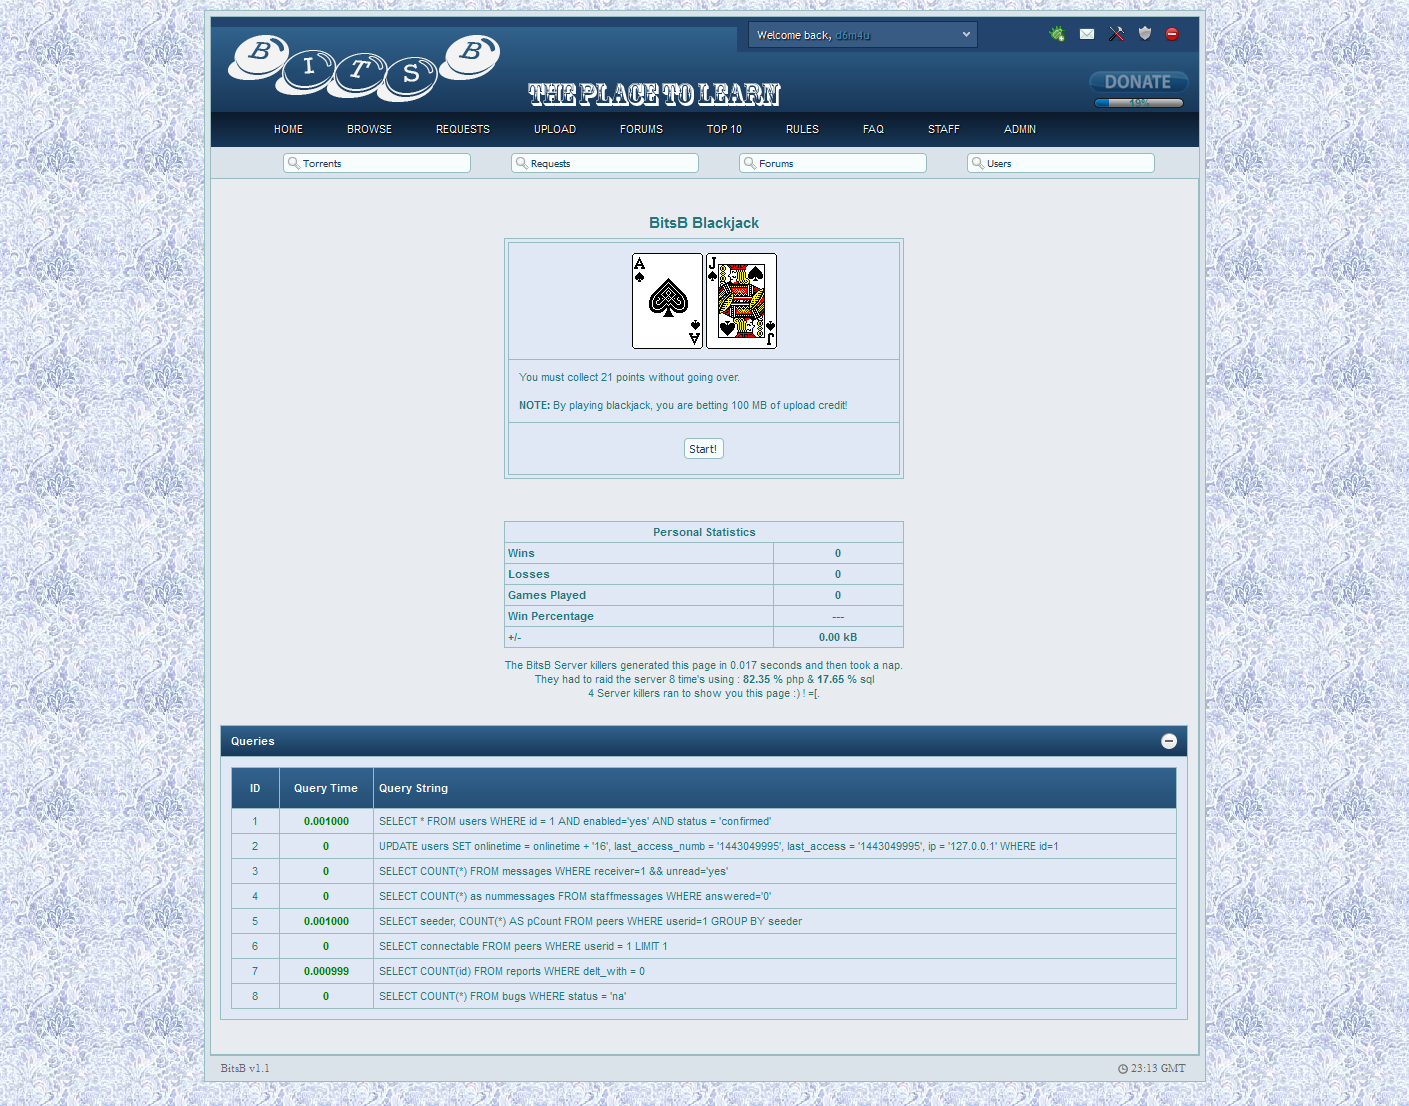 Welcome back, d6m4u
BITSB
THE PLACE TO LEARN
DONATE
19%
HOME BROWSE REQUESTS UPLOAD FORUMS TOP 10 RULES FAQ STAFF ADMIN
Torrents Requests Forums Users
BitsB Blackjack
A J
A J
You must collect 21 points without going over.
NOTE: By playing blackjack, you are betting 100 MB of upload credit!
Start!
Personal Statistics
Wins 0
Losses 0
Games Played 0
Win Percentage ---
+/- 0.00 kB
The BitsB Server killers generated this page in 0.017 seconds and then took a nap.
They had to raid the server 8 time's using : 82.35 % php & 17.65 % sql
4 Server killers ran to show you this page :) ! =[.
Queries
ID Query Time Query String
1 0.001000 SELECT * FROM users WHERE id = 1 AND enabled='yes' AND status = 'confirmed'
2 0 UPDATE users SET onlinetime = onlinetime + '16', last_access_numb = '1443049995', last_access = '1443049995', ip = '127.0.0.1' WHERE id=1
3 0 SELECT COUNT(*) FROM messages WHERE receiver=1 && unread='yes'
4 0 SELECT COUNT(*) as nummessages FROM staffmessages WHERE answered='0'
5 0.001000 SELECT seeder, COUNT(*) AS pCount FROM peers WHERE userid=1 GROUP BY seeder
6 0 SELECT connectable FROM peers WHERE userid = 1 LIMIT 1
7 0.000999 SELECT COUNT(id) FROM reports WHERE delt_with = 0
8 0 SELECT COUNT(*) FROM bugs WHERE status = 'na'
BitsB v1.1 23:13 GMT